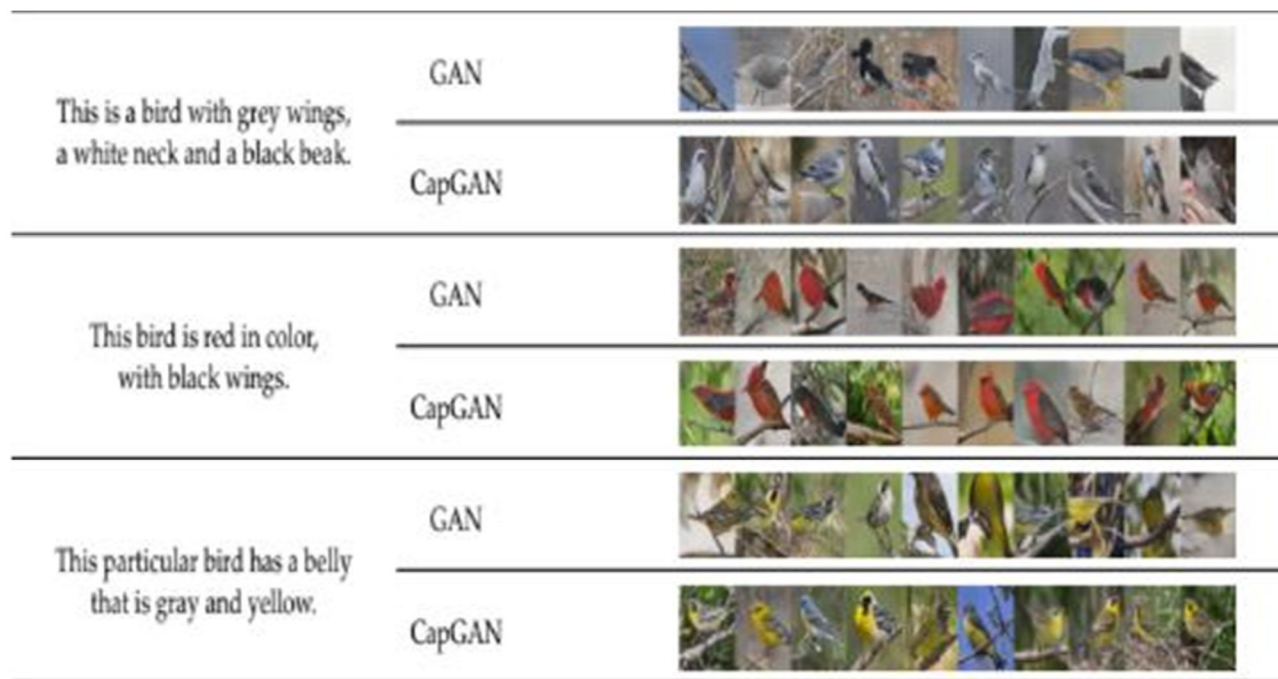 GAN
This is a bird with grey wings,
a white neck and a black beak.
CapGAN
GAN
This bird is red in color,
with black wings.
CapGAN
GAN
This particular bird has a belly
that is gray and yellow.
CapGAN